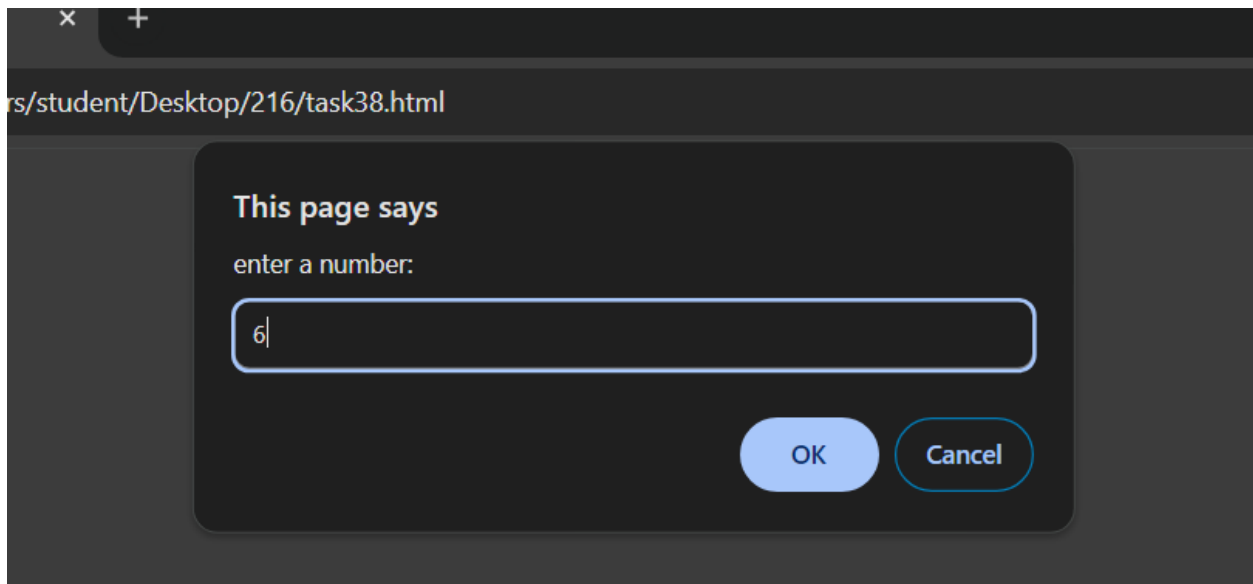 rs/student/Desktop/216/task38.html
This page says
enter a number:
6
OK
Cancel